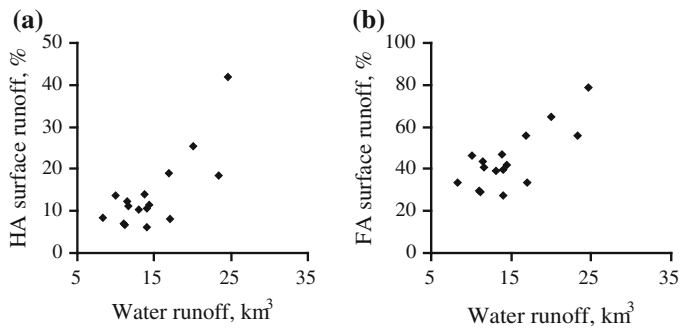 (a)
HA surface runoff, %
50
40
30
20
10
0
5 15 25 35
Water runoff, km³
(b)
FA surface runoff, %
100
80
60
40
20
0
5 15 25 35
Water runoff, km³